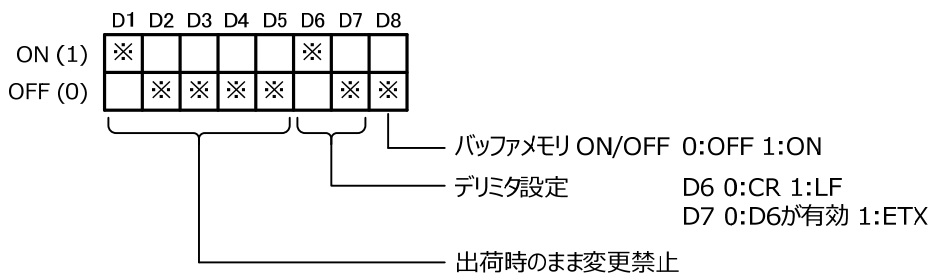 D1 D2 D3 D4 D5 D6 D7 D8
ON (1) ※ ※
OFF (0) ※ ※ ※ ※ ※ ※
バッファメモリ ON/OFF 0:OFF 1:ON
デリミタ設定 D6 0:CR 1:LF
D7 0:D6が有効 1:ETX
出荷時のまま変更禁止